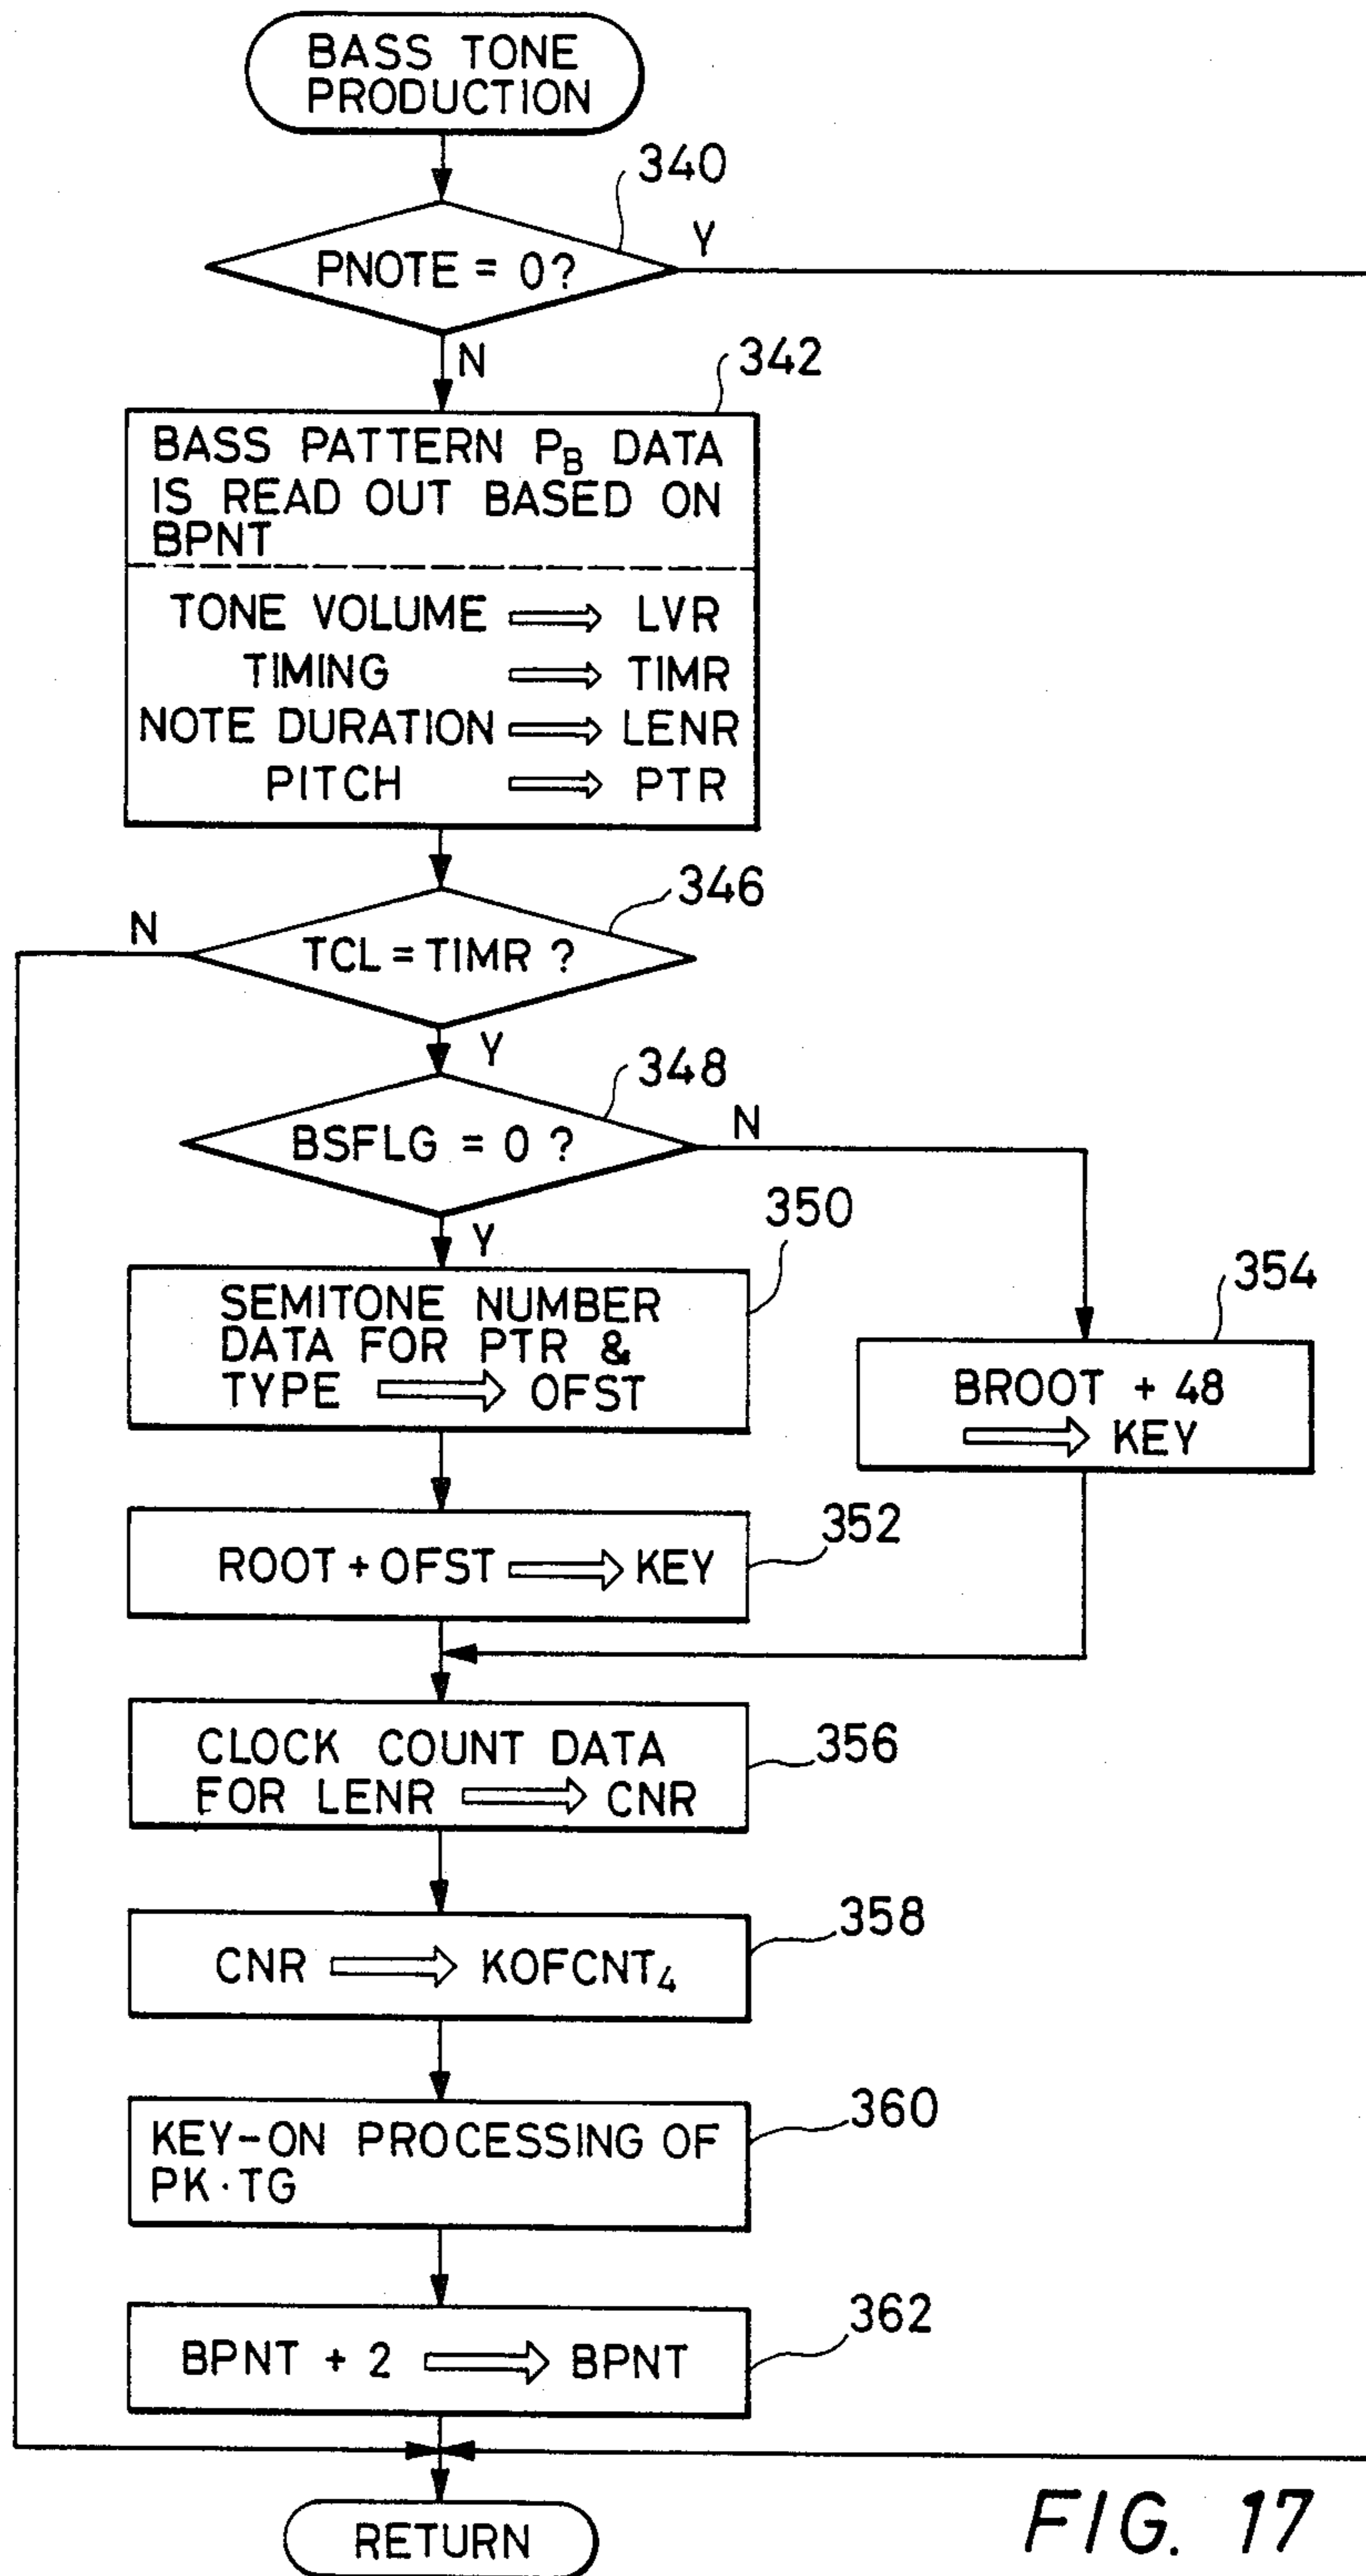 BASS TONE
PRODUCTION
340
PNOTE = 0?
Y
N
342
BASS PATTERN P_B DATA
IS READ OUT BASED ON
BPNT
TONE VOLUME ⇒ LVR
TIMING ⇒ TIMR
NOTE DURATION ⇒ LENR
PITCH ⇒ PTR
346
N
TCL = TIMR ?
Y
348
BSFLG = 0 ?
N
Y
350
SEMITONE NUMBER
DATA FOR PTR &
TYPE ⇒ OFST
354
BROOT + 48
⇒ KEY
352
ROOT + OFST ⇒ KEY
356
CLOCK COUNT DATA
FOR LENR ⇒ CNR
358
CNR ⇒ KOFCNT₄
360
KEY-ON PROCESSING OF
PK·TG
362
BPNT + 2 ⇒ BPNT
RETURN
FIG. 17